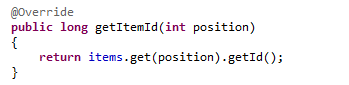 @Override
public long getItemId(int position)
{
    return items.get(position).getId();
}